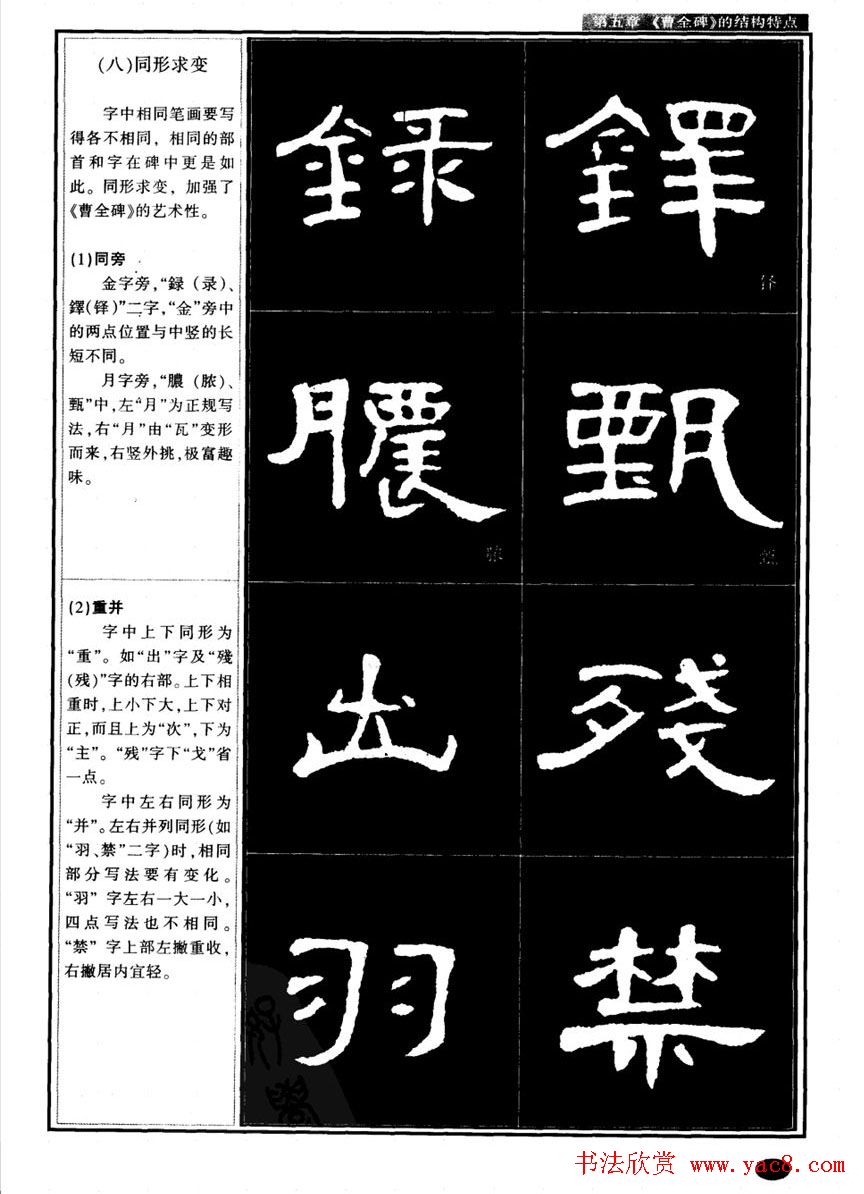 第五章 《曹全碑》的结构特点
(八)同形求变
字中相同笔画要写
得各不相同，相同的部
首和字在碑中更是如
此。同形求变，加强了
《曹全碑》的艺术性。
(1)同旁
金字旁，“録（录）、
鐸(铎)”二字，“金”旁中
的两点位置与中竖的长
短不同。
月字旁，“膿（脓）、
甄”中，左“月”为正规写
法，右“月”由“瓦”变形
而来，右竖外挑，极富趣
味。
(2)重并
字中上下同形为
“重”。如“出”字及“殘
(残)”字的右部。上下相
重时，上小下大，上下对
正，而且上为“次”，下为
“主”。“残”字下“戈”省
一点。
字中左右同形为
“并”。左右并列同形(如
“羽、禁”二字)时，相同
部分写法要有变化。
“羽”字左右一大一小，
四点写法也不相同。
“禁”字上部左撇重收，
右撇居内宜轻。
録 鐸
铎
膿 甄
出 殘
羽 禁
书法欣赏 www.yac8.com